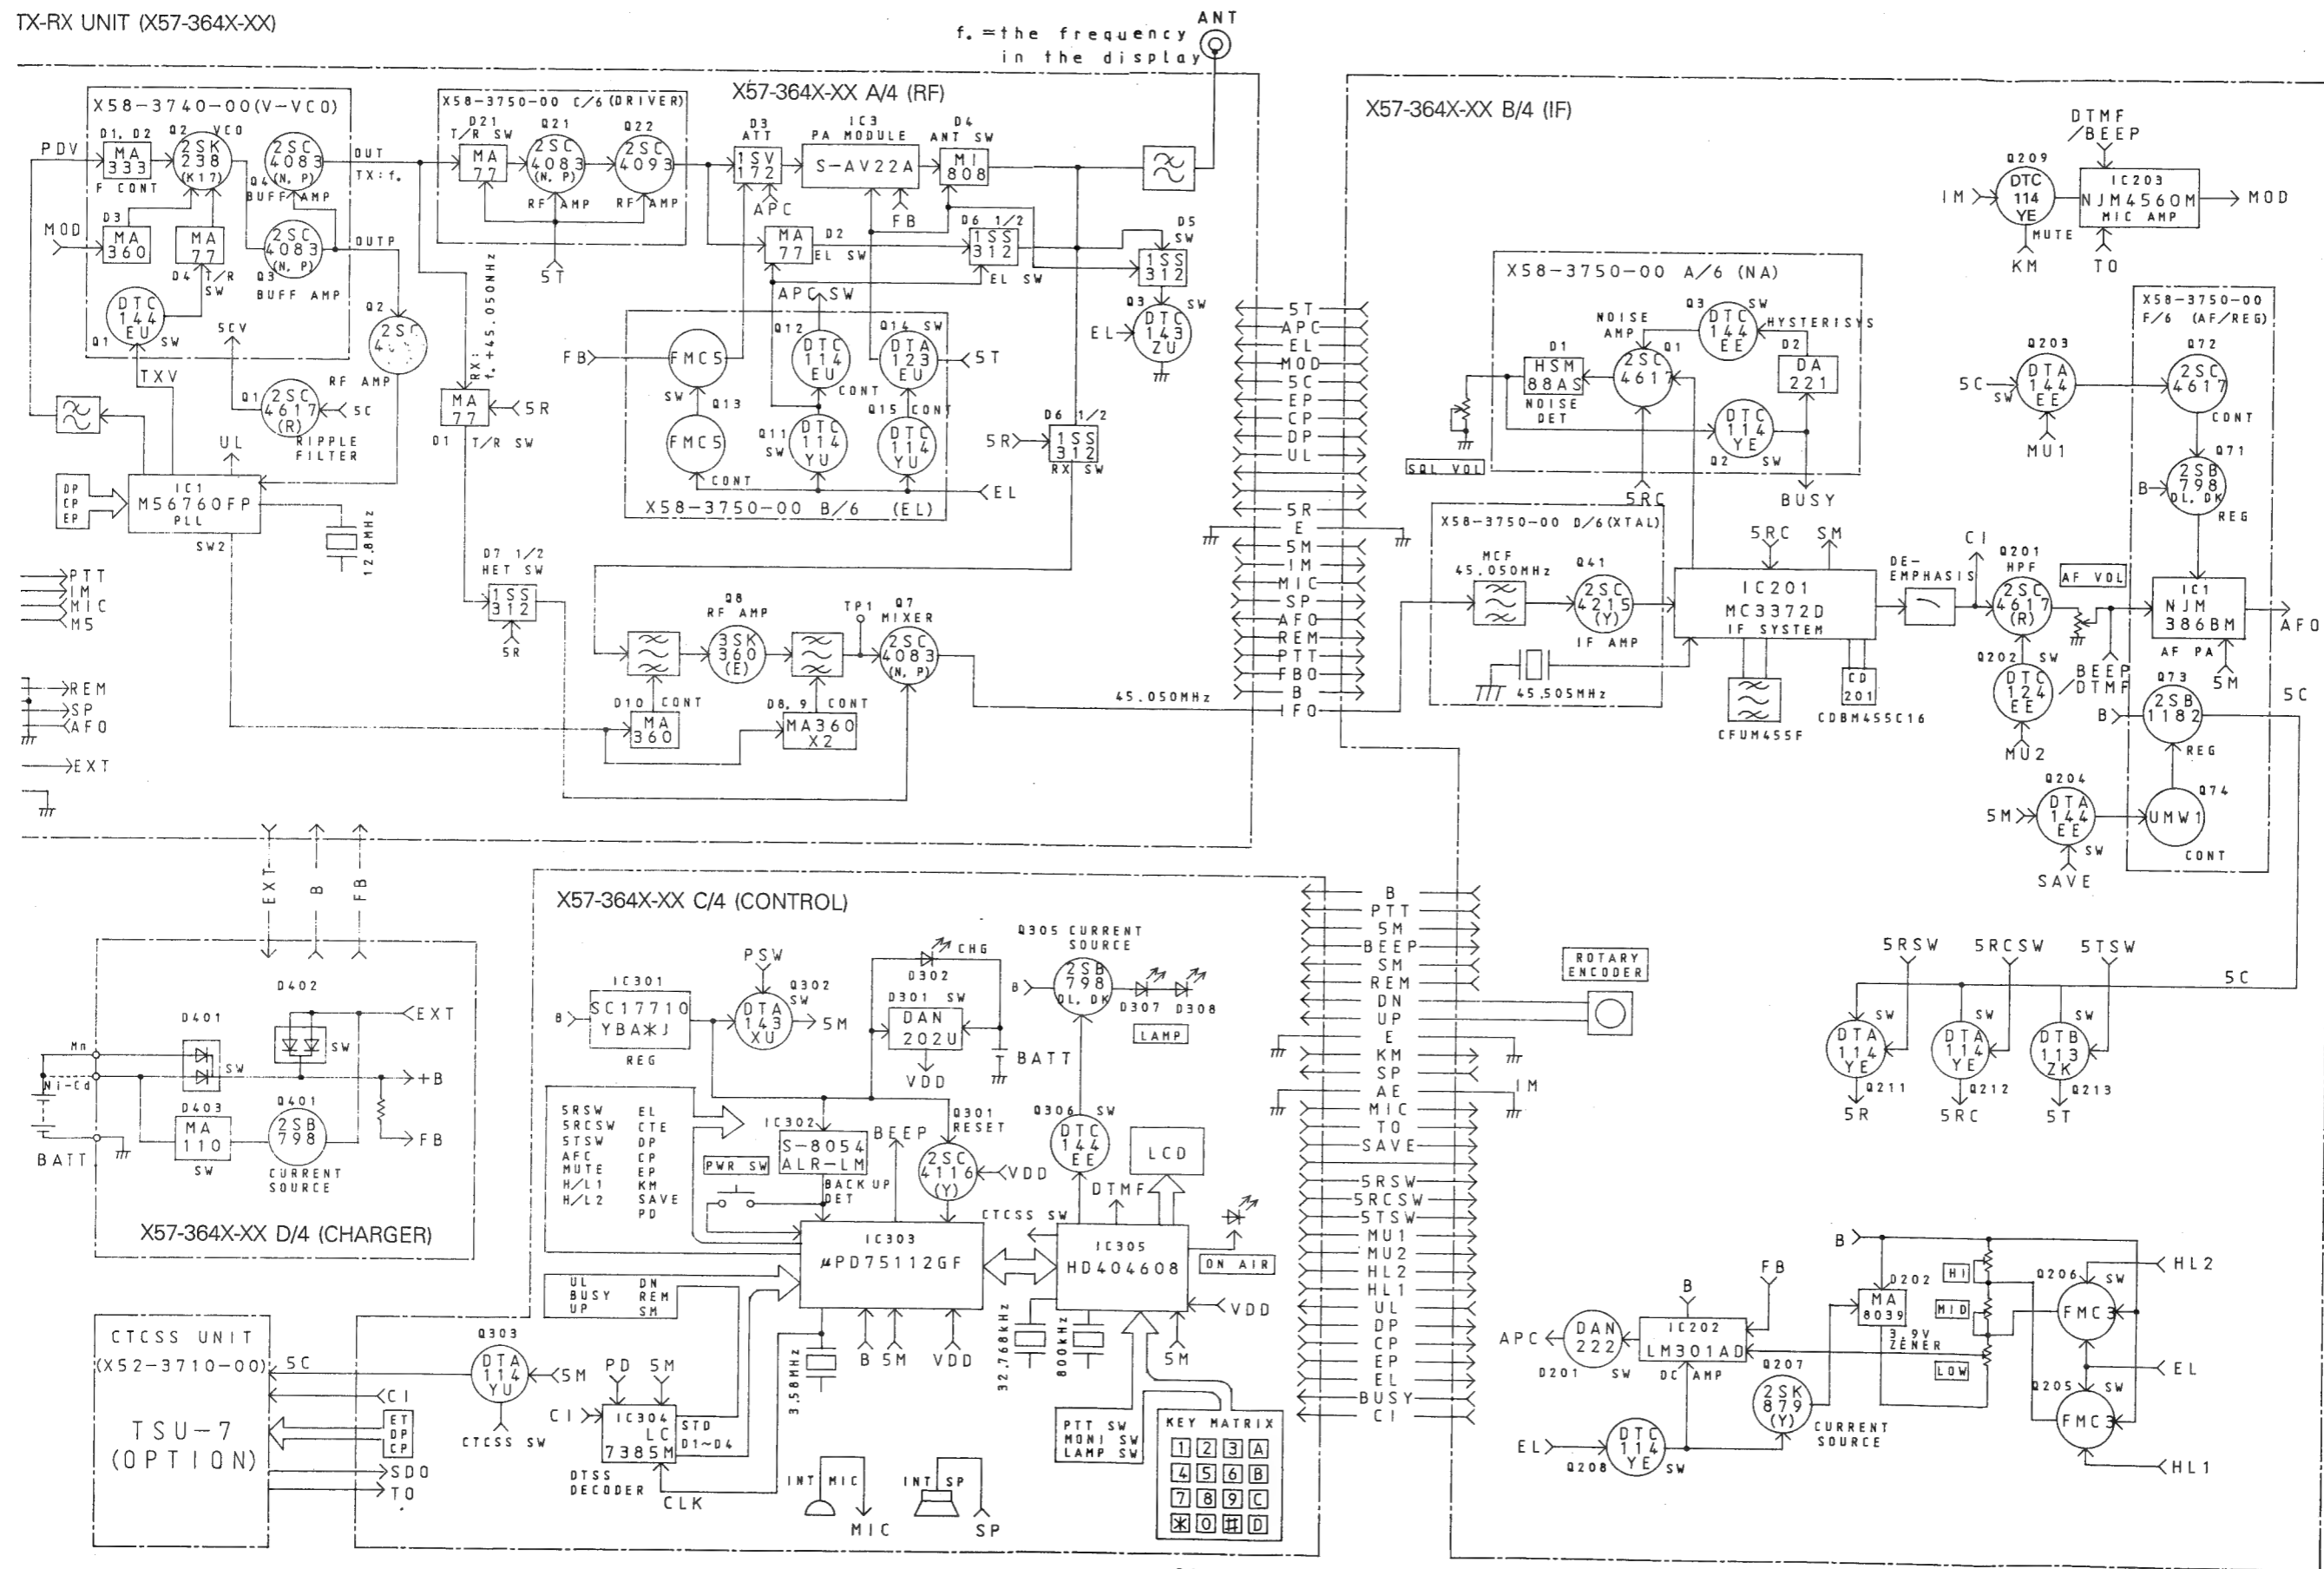 TX-RX UNIT (X57-364X-XX)
ANT
f. =the frequency
in the display
X58-3740-00(V-VCO)
D1, D2
Q2
VCO
PDV
MA
333
F CONT
2SK
238
(K17)
2SC
4083
(N, P)
Q4
BUFF AMP
OUT
TX: f.
MOD
D3
MA
360
MA
77
D4
T/R
SW
2SC
4083
(N, P)
Q3
BUFF AMP
OUTP
DTC
144
EU
Q1
SW
5CV
TXV
Q2
2SC
RF AMP
Q1
2SC
4617
(R)
5C
RIPPLE
FILTER
UL
DP
CP
EP
IC1
M56760FP
PLL
SW2
12.8MHz
PTT
IM
MIC
M5
REM
SP
AFO
EXT
X57-364X-XX A/4 (RF)
X58-3750-00 C/6 (DRIVER)
D21
T/R SW
MA
77
Q21
2SC
4083
(N, P)
RF AMP
Q22
2SC
4093
RF AMP
5T
D3
ATT
1SV
172
APC
IC3
PA MODULE
S-AV22A
FB
D4
ANT SW
MI
808
MA
77
D2
EL SW
D6 1/2
1SS
312
EL SW
D5
SW
1SS
312
Q3
SW
DTC
143
ZU
EL
RX:
f.+45.050NHz
MA
77
5R
D1
T/R SW
APC SW
FB
FMC5
SW
Q13
FMC5
CONT
Q12
DTC
114
EU
CONT
Q11
SW
DTC
114
YU
Q14
SW
DTA
123
EU
5T
Q15
CONT
DTC
114
YU
EL
X58-3750-00 B/6 (EL)
D6 1/2
5R
1SS
312
RX SW
D7 1/2
HET SW
1SS
312
5R
Q8
RF AMP
3SK
360
(E)
TP1
Q7
MIXER
2SC
4083
(N, P)
D10
CONT
MA
360
D8, 9
CONT
MA360
X2
45.050MHz
5T
APC
EL
MOD
5C
EP
CP
DP
UL
5R
E
5M
IM
MIC
SP
AFO
REM
PTT
FBO
B
IFO
X57-364X-XX B/4 (IF)
DTMF
/BEEP
Q209
IM
DTC
114
YE
MUTE
KM
IC203
NJM4560M
MIC AMP
MOD
TO
X58-3750-00 A/6 (NA)
NOISE
AMP
Q3
SW
DTC
144
EE
HYSTERISYS
D1
HSM
88AS
NOISE
DET
2SC
4617
Q1
D2
DA
221
DTC
114
YE
Q2
SW
SQL VOL
5RC
BUSY
X58-3750-00 D/6(XTAL)
MCF
45.050MHz
Q41
2SC
4215
(Y)
IF AMP
45.505MHz
5RC
SM
IC201
MC3372D
IF SYSTEM
CFUM455F
CD
201
CDBM455C16
DE-
EMPHASIS
CI
Q201
HPF
2SC
4617
(R)
Q202
SW
DTC
124
EE
MU2
AF VOL
BEEP
/DTMF
X58-3750-00
F/6 (AF/REG)
Q203
5C
SW
DTA
144
EE
MU1
Q72
2SC
4617
CONT
Q71
B
2SB
798
DL, DK
REG
IC1
NJM
386BM
AF PA
AFO
5M
Q73
B
2SB
1182
REG
5C
Q204
5M
DTA
144
EE
SW
SAVE
Q74
UMW1
CONT
5RSW
5RCSW
5TSW
5C
SW
DTA
114
YE
Q211
5R
SW
DTA
114
YE
Q212
5RC
SW
DTB
113
ZK
Q213
5T
EXT
B
FB
D402
EXT
SW
D401
Mn
Ni-Cd
SW
+B
D403
MA
110
SW
Q401
2SB
798
CURRENT
SOURCE
FB
BATT
X57-364X-XX D/4 (CHARGER)
X57-364X-XX C/4 (CONTROL)
IC301
B
SC17710
YBA*J
REG
PSW
Q302
SW
DTA
143
XU
5M
CHG
D302
D301
SW
DAN
202U
VDD
BATT
Q305
CURRENT
SOURCE
B
2SB
798
DL, DK
D307
D308
LAMP
5RSW EL
5RCSW CTE
5TSW DP
AFC CP
MUTE EP
H/L1 KM
H/L2 SAVE
PD
PWR SW
IC302
S-8054
ALR-LM
BACK UP
DET
BEEP
Q301
RESET
2SC
4116
(Y)
VDD
Q306
SW
DTC
144
EE
LCD
DTMF
CTCSS SW
IC303
μPD75112GF
IC305
HD404608
ON AIR
VDD
UL DN
BUSY REM
UP SM
B
5M
VDD
3.58MHz
32.768kHz
800kHz
5M
CTCSS UNIT
(X52-3710-00)
TSU-7
(OPTION)
5C
CI
ET
DP
CP
SDO
TO
Q303
DTA
114
YU
5M
CTCSS SW
PD
5M
CI
IC304
LC
7385M
STD
D1~D4
DTSS
DECODER
CLK
INT MIC
MIC
INT SP
SP
PTT SW
MONI SW
LAMP SW
KEY MATRIX
1 2 3 A
4 5 6 B
7 8 9 C
* 0 # D
B
PTT
5M
BEEP
SM
REM
DN
UP
E
KM
SP
AE
IM
MIC
TO
SAVE
5RSW
5RCSW
5TSW
MU1
MU2
HL2
HL1
UL
DP
CP
EP
EL
BUSY
CI
ROTARY
ENCODER
B
HI
MID
LOW
D202
MA
8039
3.9V
ZENER
Q206
SW
FMC3
HL2
EL
Q205
SW
FMC3
HL1
APC
DAN
222
D201
SW
B
FB
IC202
LM301AD
DC AMP
Q207
2SK
879
(Y)
CURRENT
SOURCE
EL
DTC
114
YE
Q208
SW